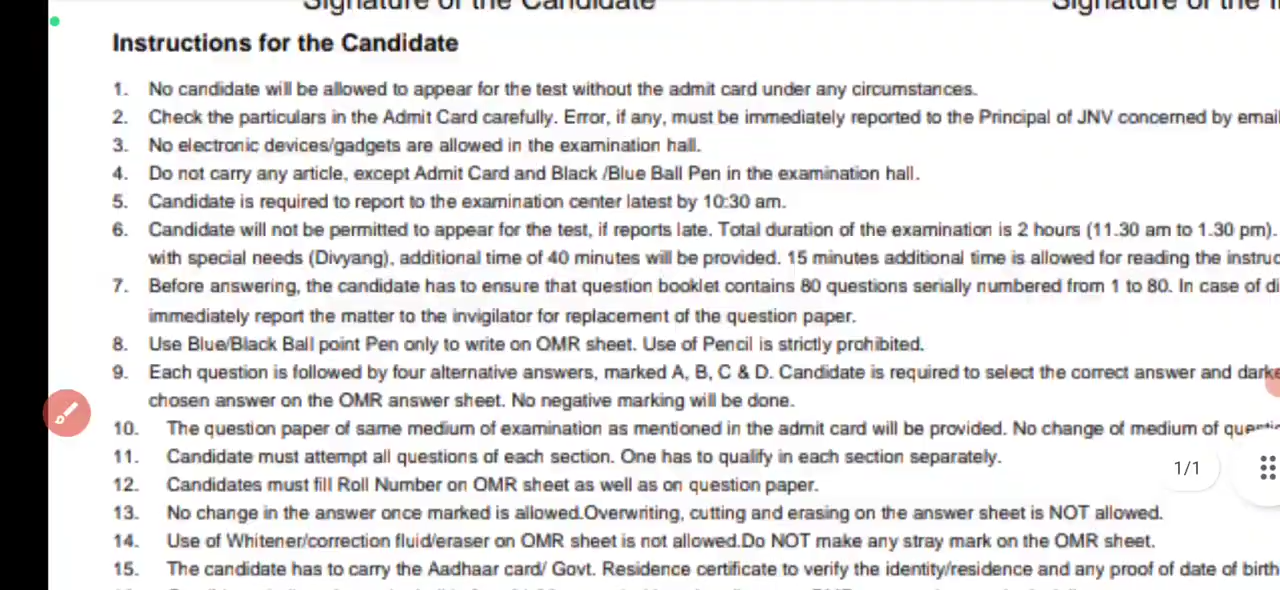 Signature of the Candidate Signature of the I
Instructions for the Candidate
1. No candidate will be allowed to appear for the test without the admit card under any circumstances.
2. Check the particulars in the Admit Card carefully. Error, if any, must be immediately reported to the Principal of JNV concerned by email
3. No electronic devices/gadgets are allowed in the examination hall.
4. Do not carry any article, except Admit Card and Black /Blue Ball Pen in the examination hall.
5. Candidate is required to report to the examination center latest by 10:30 am.
6. Candidate will not be permitted to appear for the test, if reports late. Total duration of the examination is 2 hours (11.30 am to 1.30 pm).
with special needs (Divyang), additional time of 40 minutes will be provided. 15 minutes additional time is allowed for reading the instruc
7. Before answering, the candidate has to ensure that question booklet contains 80 questions serially numbered from 1 to 80. In case of di
immediately report the matter to the invigilator for replacement of the question paper.
8. Use Blue/Black Ball point Pen only to write on OMR sheet. Use of Pencil is strictly prohibited.
9. Each question is followed by four alternative answers, marked A, B, C & D. Candidate is required to select the correct answer and darke
chosen answer on the OMR answer sheet. No negative marking will be done.
10. The question paper of same medium of examination as mentioned in the admit card will be provided. No change of medium of questio
11. Candidate must attempt all questions of each section. One has to qualify in each section separately.
1/1
12. Candidates must fill Roll Number on OMR sheet as well as on question paper.
13. No change in the answer once marked is allowed.Overwriting, cutting and erasing on the answer sheet is NOT allowed.
14. Use of Whitener/correction fluid/eraser on OMR sheet is not allowed.Do NOT make any stray mark on the OMR sheet.
15. The candidate has to carry the Aadhaar card/ Govt. Residence certificate to verify the identity/residence and any proof of date of birth